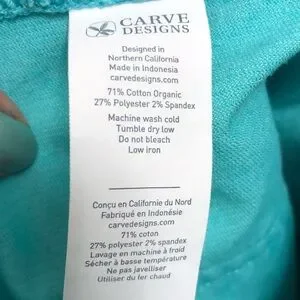 CARVE
DESIGNS
Designed in
Northern California
Made in Indonesia
carvedesigns.com
71% Cotton Organic
27% Polyester 2% Spandex
Machine wash cold
Tumble dry low
Do not bleach
Low iron
Conçu en Californie du Nord
Fabriqué en Indonésie
carvedesigns.com
71% coton
27% polyester 2% spandex
Lavage en machine à froid
Sécher à basse température
Ne pas javelliser
Utiliser du fer chaud